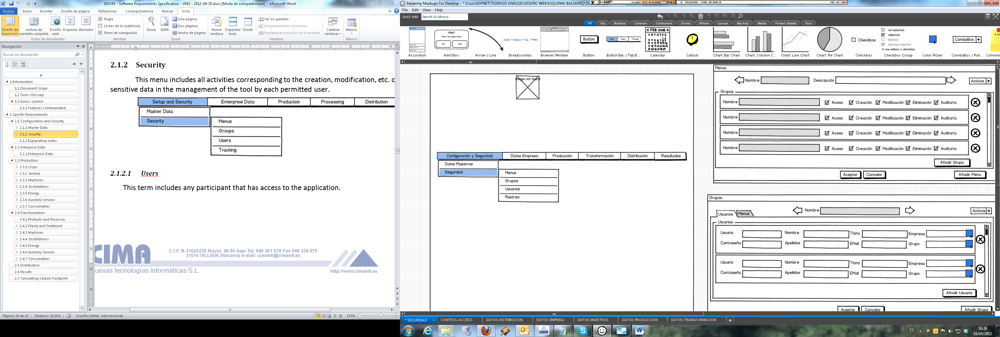 900389 - Software Requirements Specification - V002 - 2012-04-20.docx [Modo de compatibilidad] - Microsoft Word
Archivo Inicio Insertar Diseño de página Referencias Correspondencia Revisar Vista
Diseño de impresión
Lectura de pantalla completa
Diseño web
Esquema
Borrador
Vistas de documento
Regla
Líneas de la cuadrícula
Panel de navegación
Mostrar
Zoom
100%
Una página
Dos páginas
Ancho de página
Zoom
Nueva ventana
Organizar todo
Dividir
Ver en paralelo
Desplazamiento sincrónico
Restablecer posición de la ventana
Ventana
Cambiar ventanas
Macros
Macros
Navegación
Buscar en documento
1 Introduction
1.1 Document Scope
1.2 Terms Glossary
1.3 Access control
1.3.1 Features Contemplated
2 Specific Requirements
2.1 Configuration and Security
2.1.1 Master Data
2.1.2 Security
2.1.3 Explanatory notes
2.2 Enterprise Data
2.2.1 Enterprise Data
2.3 Production
2.3.1 Crops
2.3.2 Animal
2.3.3 Machines
2.3.4 Installations
2.3.5 Energy
2.3.6 Auxiliary Services
2.3.7 Consumables
2.4 Transformation
2.4.1 Products and Processes
2.4.2 Waste and Treatment
2.4.3 Machines
2.4.4 Installations
2.4.5 Energy
2.4.6 Auxiliary Services
2.4.7 Consumables
2.5 Distribution
2.6 Results
2.7 Calculating Carbon Footprint
2.1.2 Security
This menu includes all activities corresponding to the creation, modification, etc.
sensitive data in the management of the tool by each permitted user.
Setup and Security Enterprise Data Production Processing Distribution
Master Data
Security
Menus
Groups
Users
Tracking
2.1.2.1 Users
This term includes any participant that has access to the application.
CIMA
uevas tecnologías informáticas S.L.
C.I.F. B-31625239 Mayor, 48-50 bajo Tel. 948 361 078 Fax 948 334 879
31010 VILLAVA (Navarra) e-mail: cimanti@cimanti.es
http://www.cimanti.es
Página: 28 de 67 Palabras: 10.954 Español (alfab. internacional) 170%
Balsamiq Mockups For Desktop - * S:\usr\ASPNET\TEDER\03 ANÁLISIS\DISEÑO WEB\ESQUEMA BALSAMIQ\
G-AMP
File Edit View Help
Quick Add: Search UI Library
All Big Buttons Common Containers Forms iPhone Layout Markup Media Project Assets Text
Alert
Alert text goes here
No Yes
Home > Products > Xyz >
Button
One Two Three
FEB 2008
S M T W T F S
1
Checkbox
not selected
selected
disabled
disabled selected
A row without a checkbox
ComboBox
Accordion Alert Box Arrow / Line Breadcrumbs Browser Window Button Button Bar / Tab B... Calendar Callout Chart: Bar Chart Chart: Column C... Chart: Line Chart Chart: Pie Chart Checkbox Checkbox Group Color Picker ComboBox / Pull...
Image not found
Configuración y Seguridad Datos Empresa Producción Transformación Distribución Resultados
Datos Maestros
Seguridad
Menus
Grupos
Usuarios
Rastreo
Menus
Nombre Descripción Activos
Grupos
Nombre Aceso Creación Modificación Eliminación Auditoría
Nombre Aceso Creación Modificación Eliminación Auditoría
Nombre Aceso Creación Modificación Eliminación Auditoría
Nombre Aceso Creación Modificación Eliminación Auditoría
Añadir Grupo
Aceptar Cancelar Añadir Menu
Grupos
Nombre Activos
Usuarios Menus
Usuarios
Usuario Nombre Tfono. Empresa
Contraseña Apellidos EMail Grupo
Usuario Nombre Tfono. Empresa
Contraseña Apellidos EMail Grupo
Añadir Usuario
Aceptar Cancelar Añadir Grupo
* SEGURIDAD CONTROL ACCESO DATOS DISTRIBUCION DATOS EMPRESA DATOS MAESTROS DATOS PRODUCCION DATOS TRANSFORMACION
ES
16:26
16/05/2012